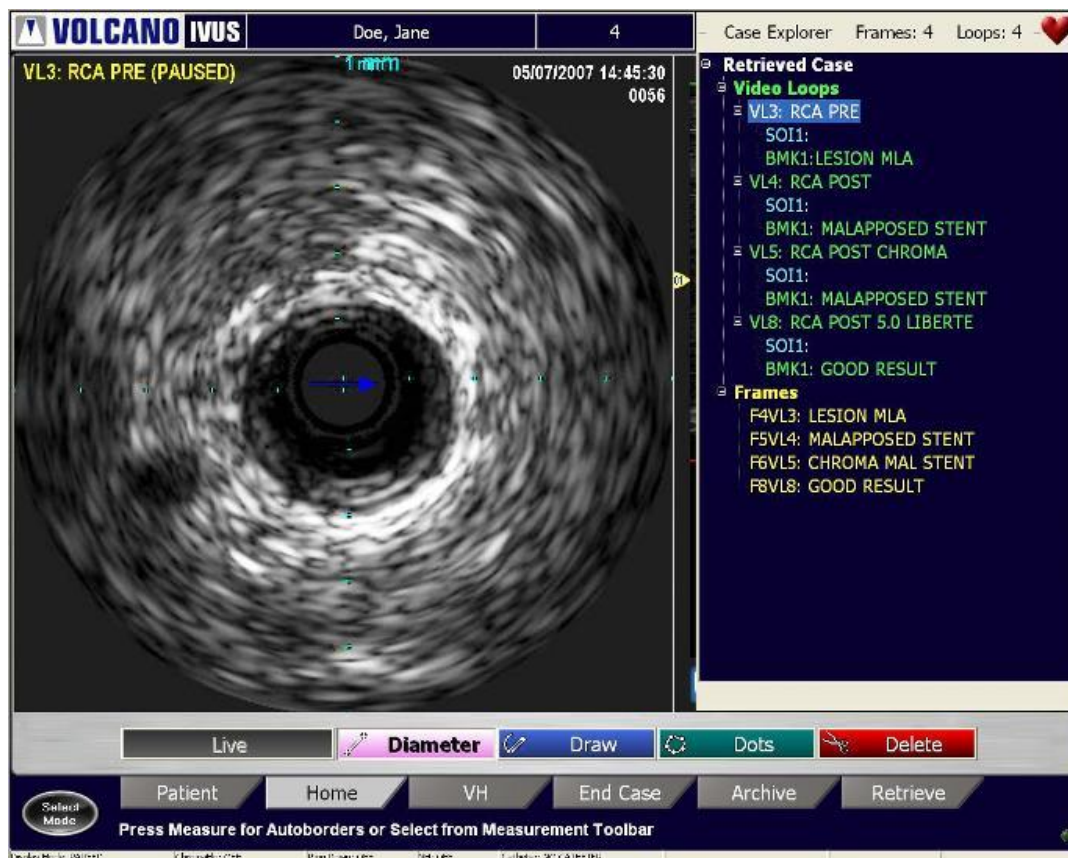 VOLCANO IVUS Doe, Jane 4 Case Explorer Frames: 4 Loops: 4
VL3: RCA PRE (PAUSED) 1 mm 05/07/2007 14:45:30
0056
Retrieved Case
Video Loops
VL3: RCA PRE
SOI1:
BMK1:LESION MLA
VL4: RCA POST
SOI1:
BMK1: MALAPPOSED STENT
VL5: RCA POST CHROMA
SOI1:
BMK1: MALAPPOSED STENT
VL8: RCA POST 5.0 LIBERTE
SOI1:
BMK1: GOOD RESULT
Frames
F4VL3: LESION MLA
F5VL4: MALAPPOSED STENT
F6VL5: CHROMA MAL STENT
F8VL8: GOOD RESULT
01
Live Diameter Draw Dots Delete
Patient Home VH End Case Archive Retrieve
Select
Mode
Press Measure for Autoborders or Select from Measurement Toolbar